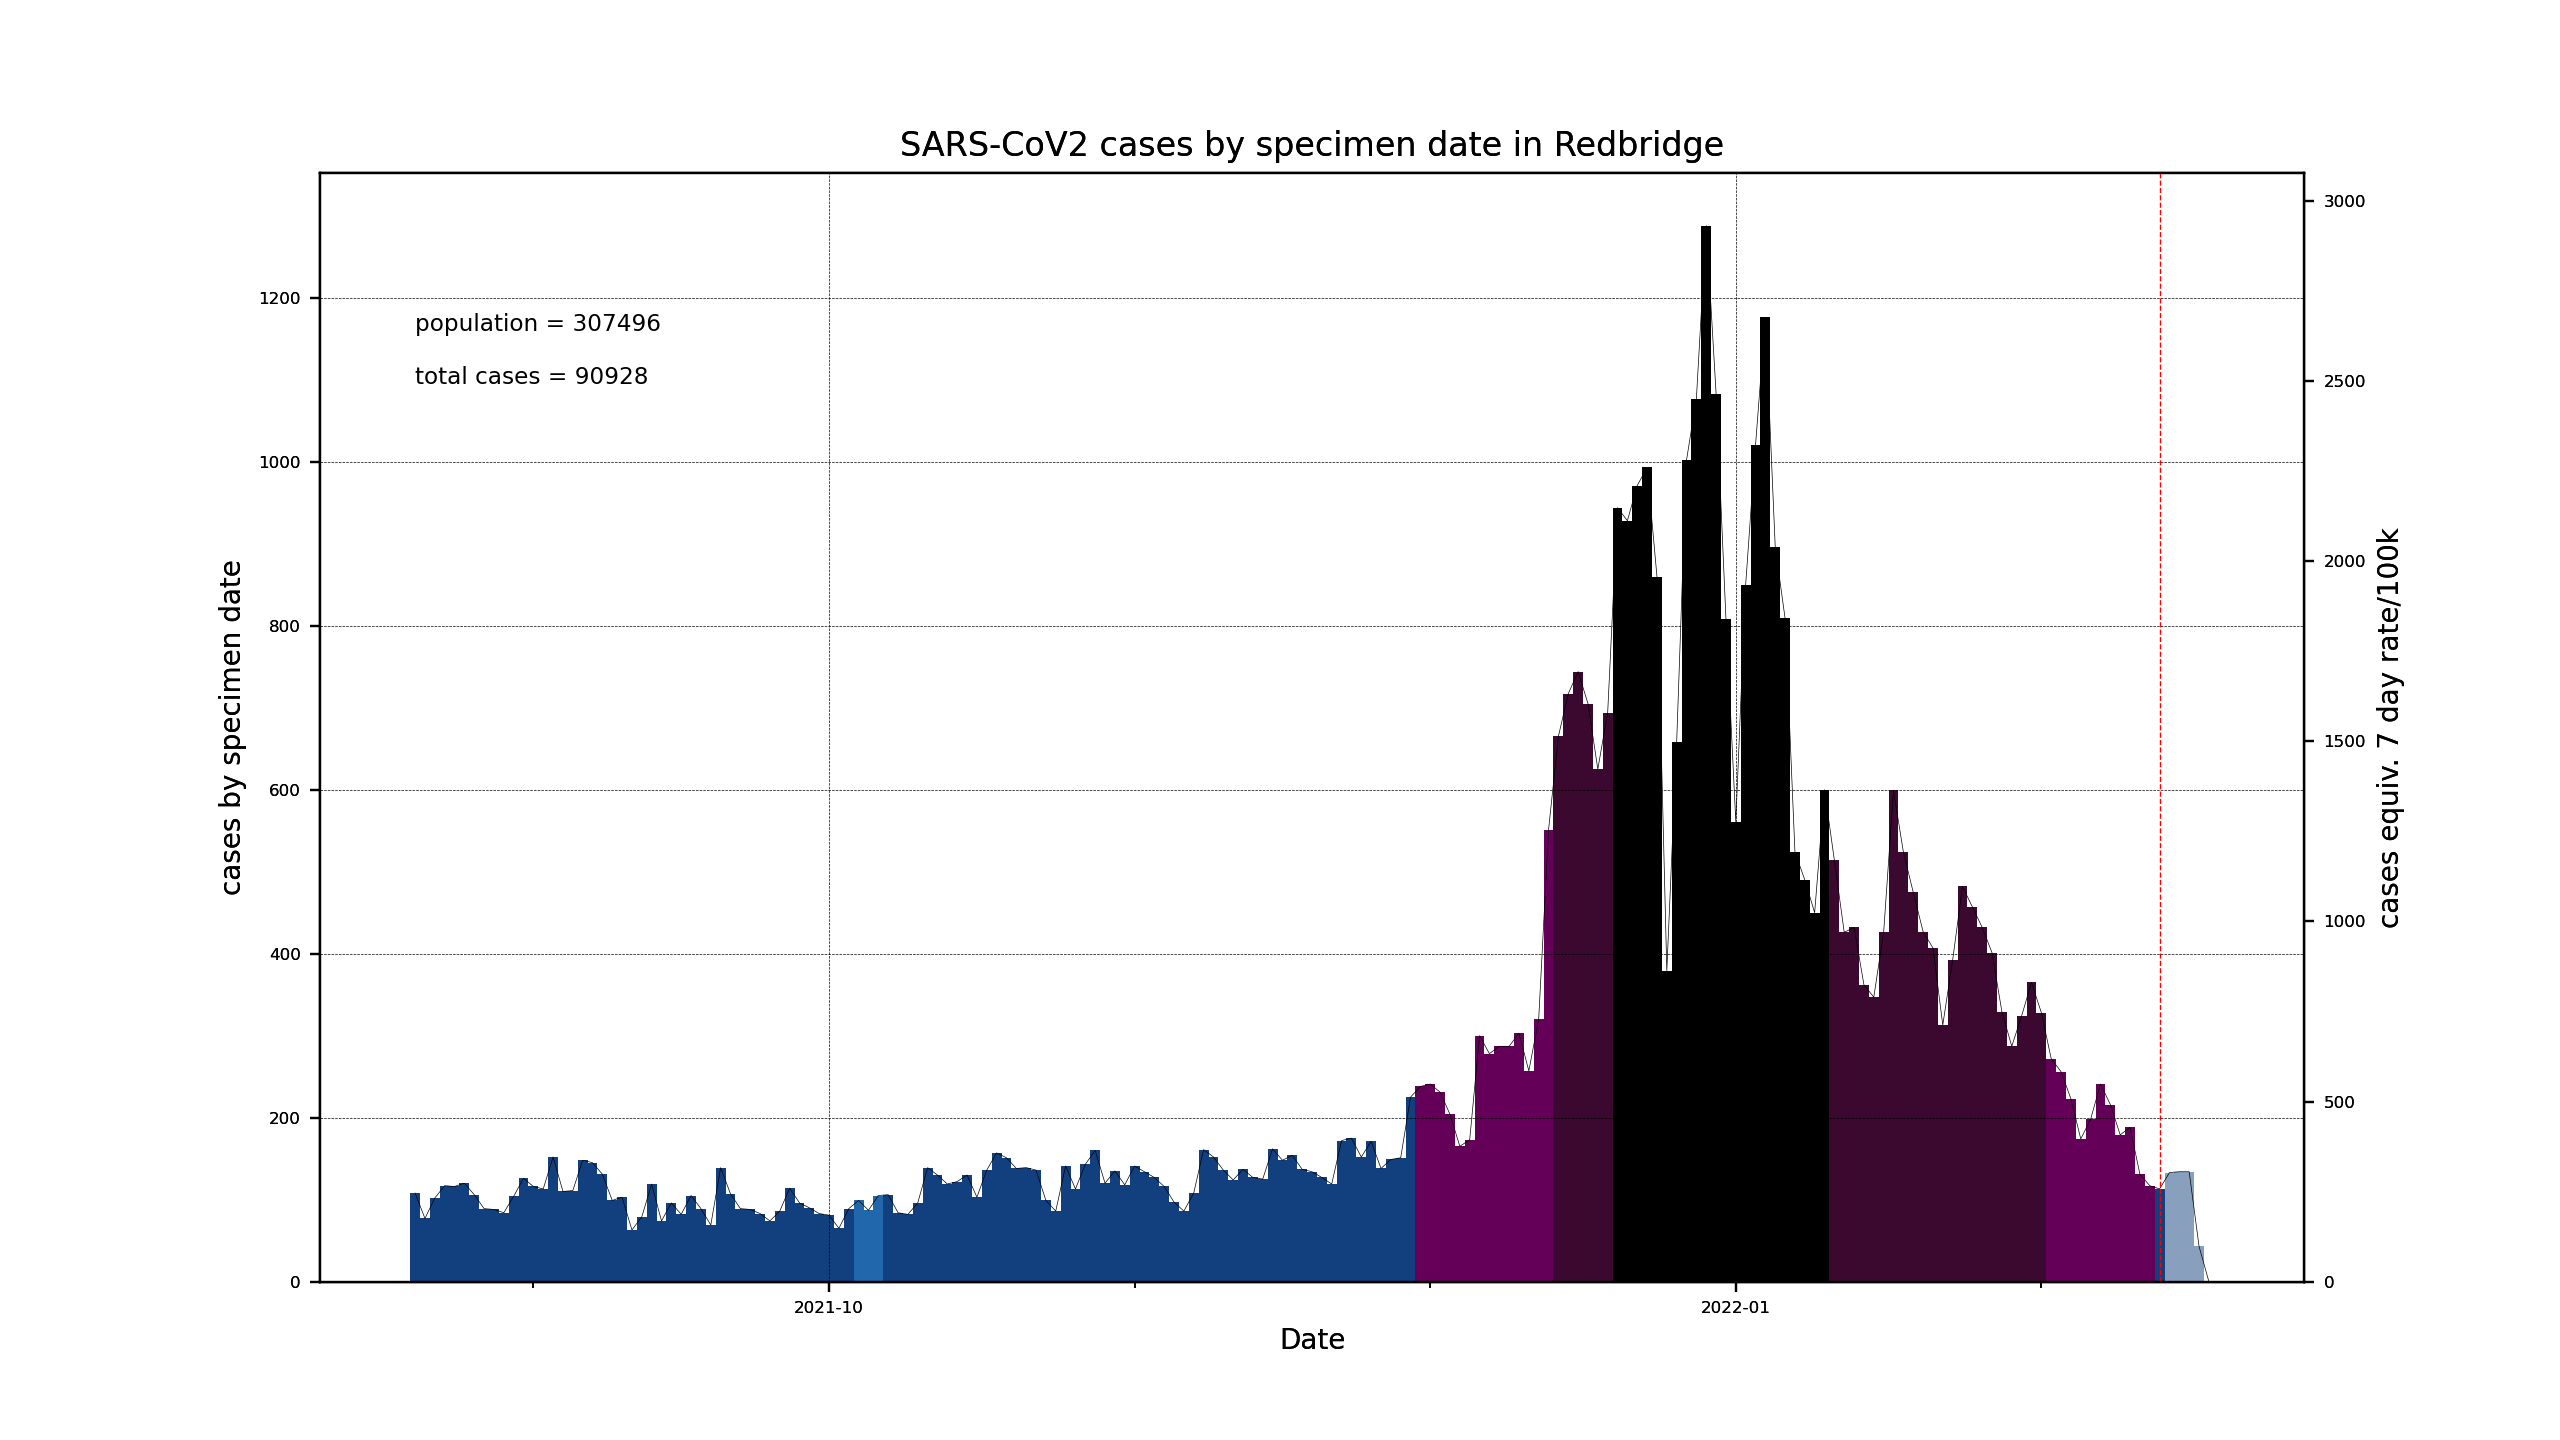 SARS-CoV2 cases by specimen date in Redbridge
population = 307496
total cases = 90928
cases by specimen date
1200
1000
800
600
400
200
0
3000
2500
2000
1500
1000
500
0
cases equiv. 7 day rate/100k
2021-10
2022-01
Date